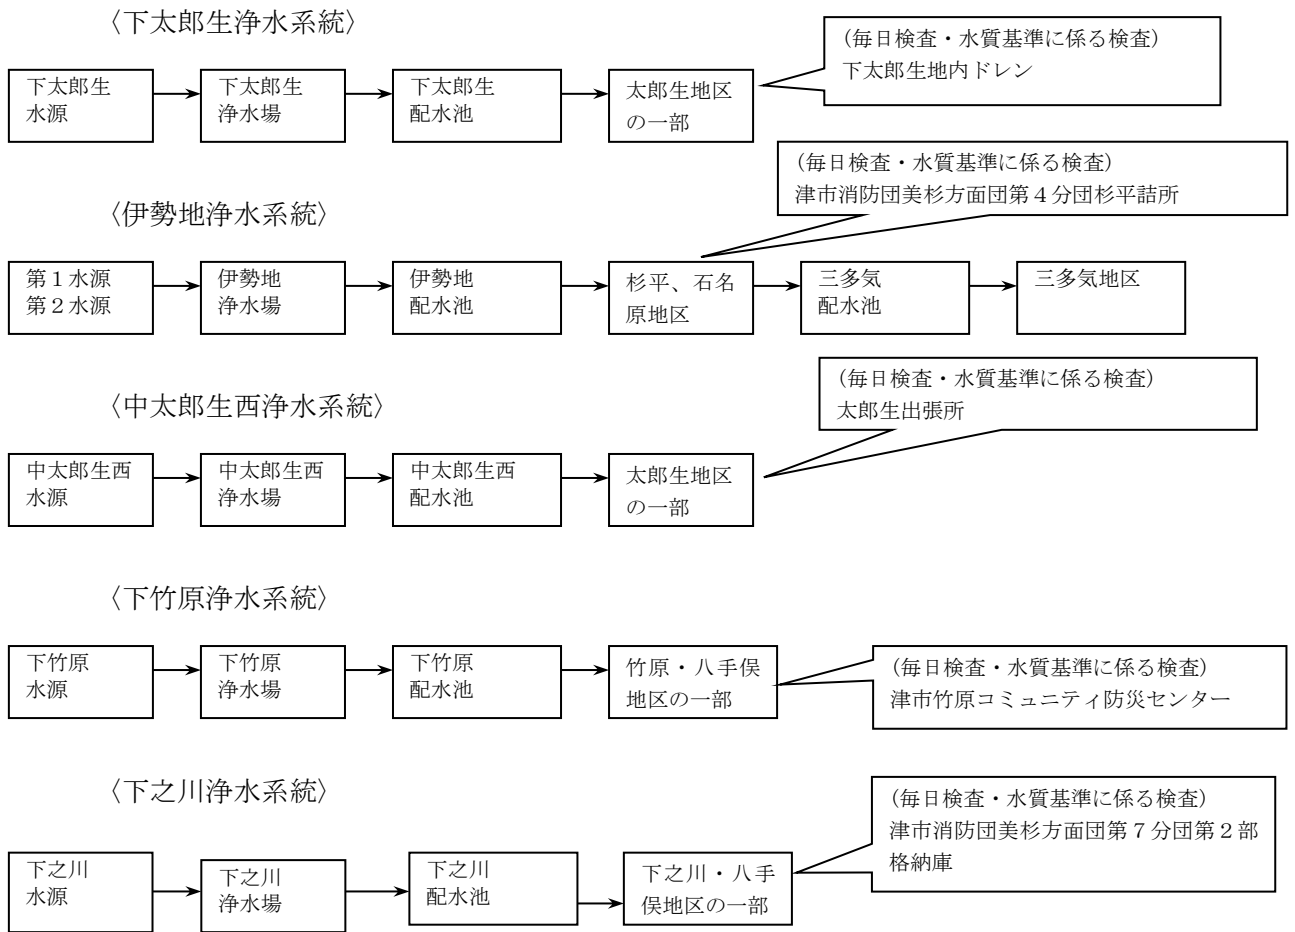 〈下太郎生浄水系統〉
(毎日検査・水質基準に係る検査)
下太郎生地内ドレン
下太郎生
水源
下太郎生
浄水場
下太郎生
配水池
太郎生地区
の一部
(毎日検査・水質基準に係る検査)
津市消防団美杉方面団第４分団杉平詰所
〈伊勢地浄水系統〉
第１水源
第２水源
伊勢地
浄水場
伊勢地
配水池
杉平、石名
原地区
三多気
配水池
三多気地区
(毎日検査・水質基準に係る検査)
太郎生出張所
〈中太郎生西浄水系統〉
中太郎生西
水源
中太郎生西
浄水場
中太郎生西
配水池
太郎生地区
の一部
〈下竹原浄水系統〉
下竹原
水源
下竹原
浄水場
下竹原
配水池
竹原・八手俣
地区の一部
(毎日検査・水質基準に係る検査)
津市竹原コミュニティ防災センター
〈下之川浄水系統〉
(毎日検査・水質基準に係る検査)
津市消防団美杉方面団第７分団第２部
格納庫
下之川
水源
下之川
浄水場
下之川
配水池
下之川・八手
俣地区の一部